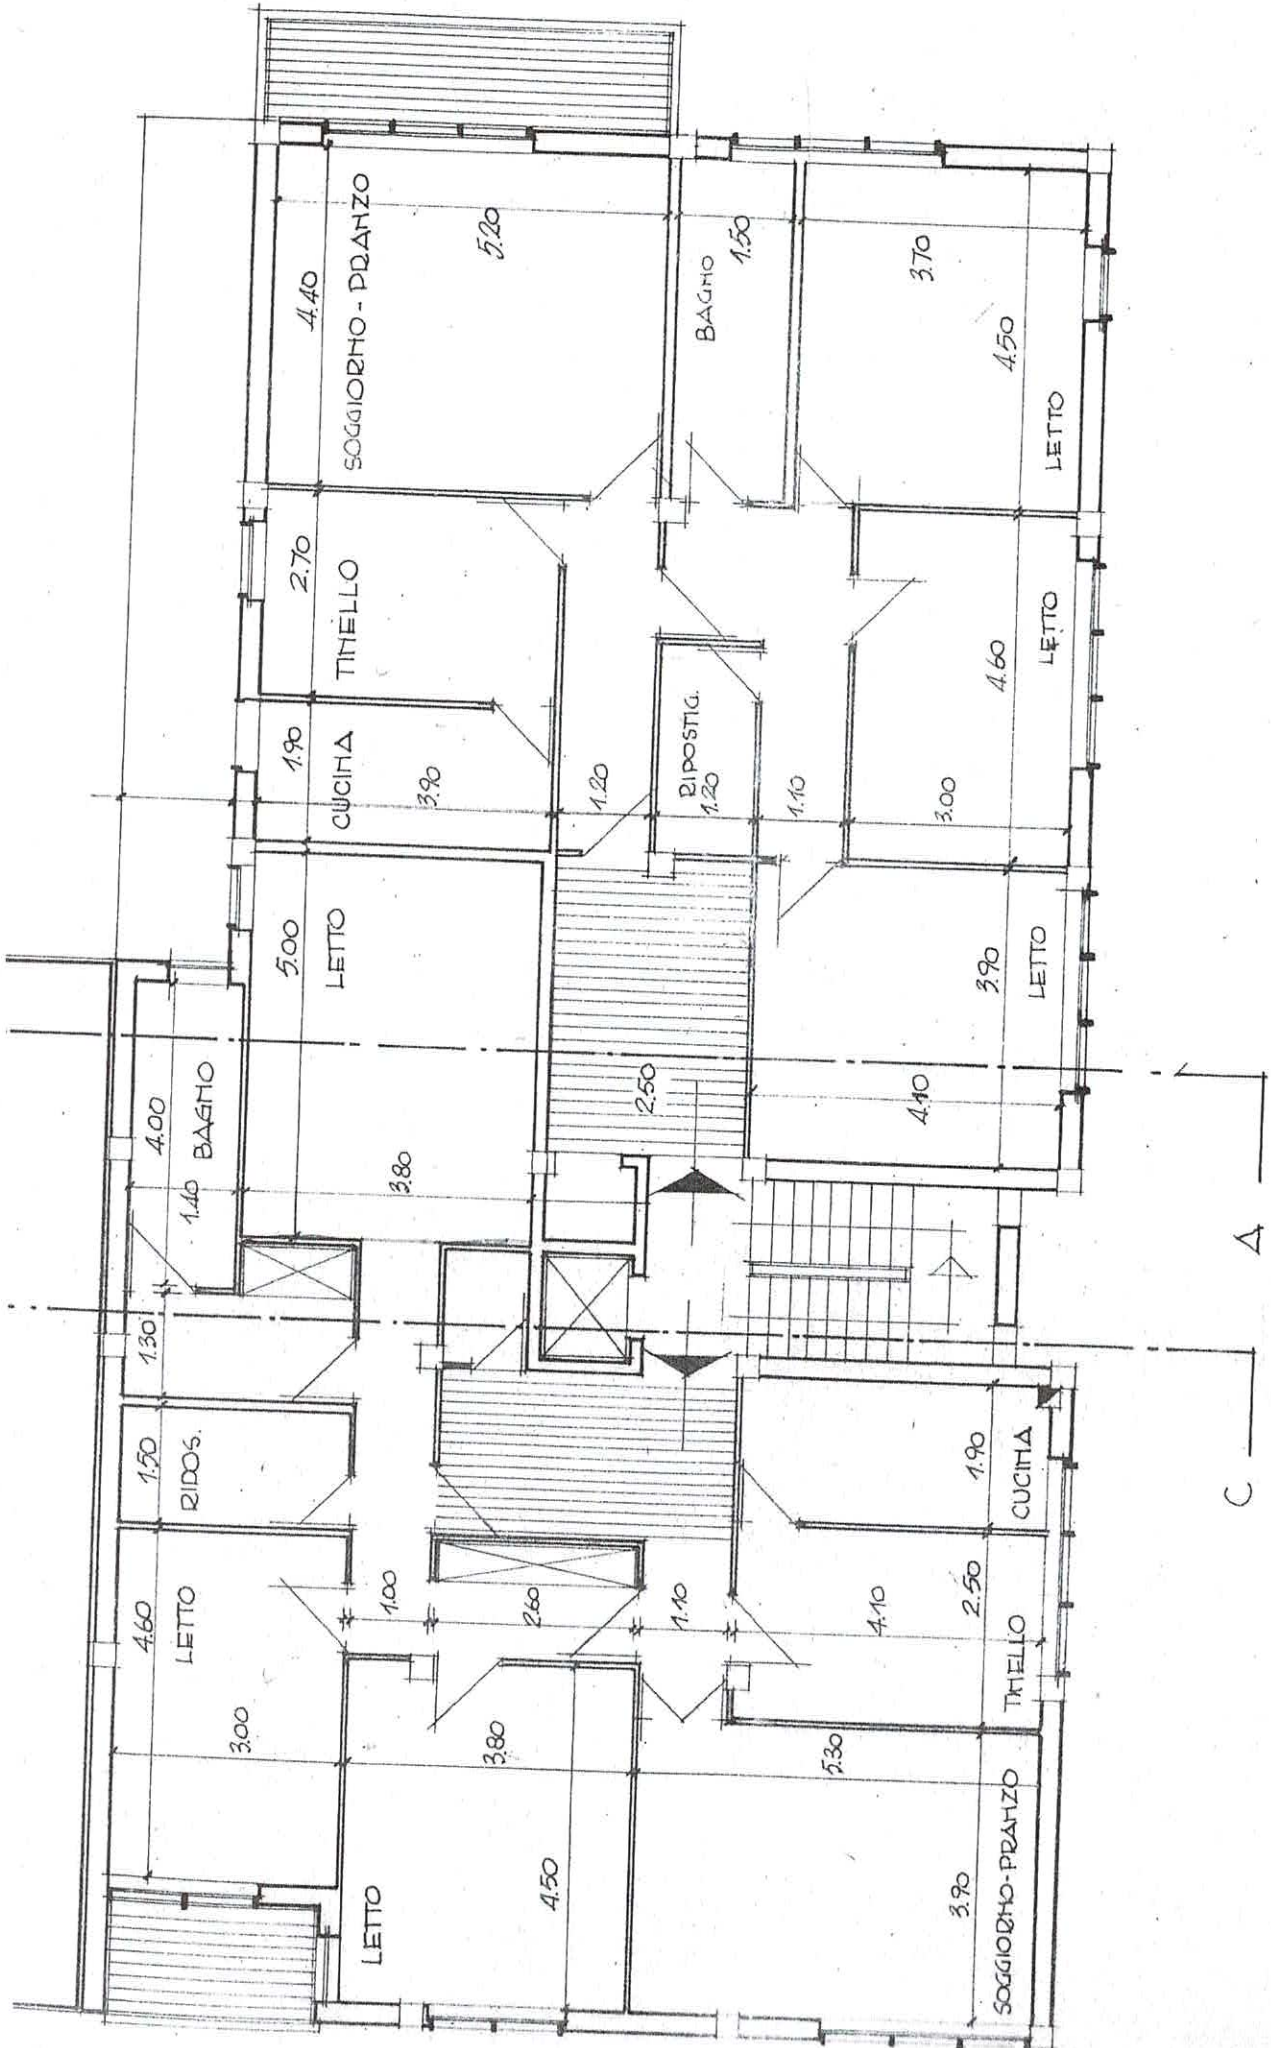 SOGGIORNO-PRANZO
4.40
5.20
BAGNO
1.50
3.70
4.50
LETTO
TINELLO
2.70
CUCINA
1.90
3.90
1.20
RIPOSTIG.
1.20
1.10
LETTO
4.60
3.00
LETTO
5.00
3.80
2.50
LETTO
3.90
4.10
BAGNO
4.00
1.40
1.30
RIPOS.
1.50
LETTO
4.60
3.00
1.00
2.60
1.10
CUCINA
1.90
TINELLO
2.50
4.10
LETTO
3.80
4.50
SOGGIORNO-PRANZO
5.30
3.90
A
C